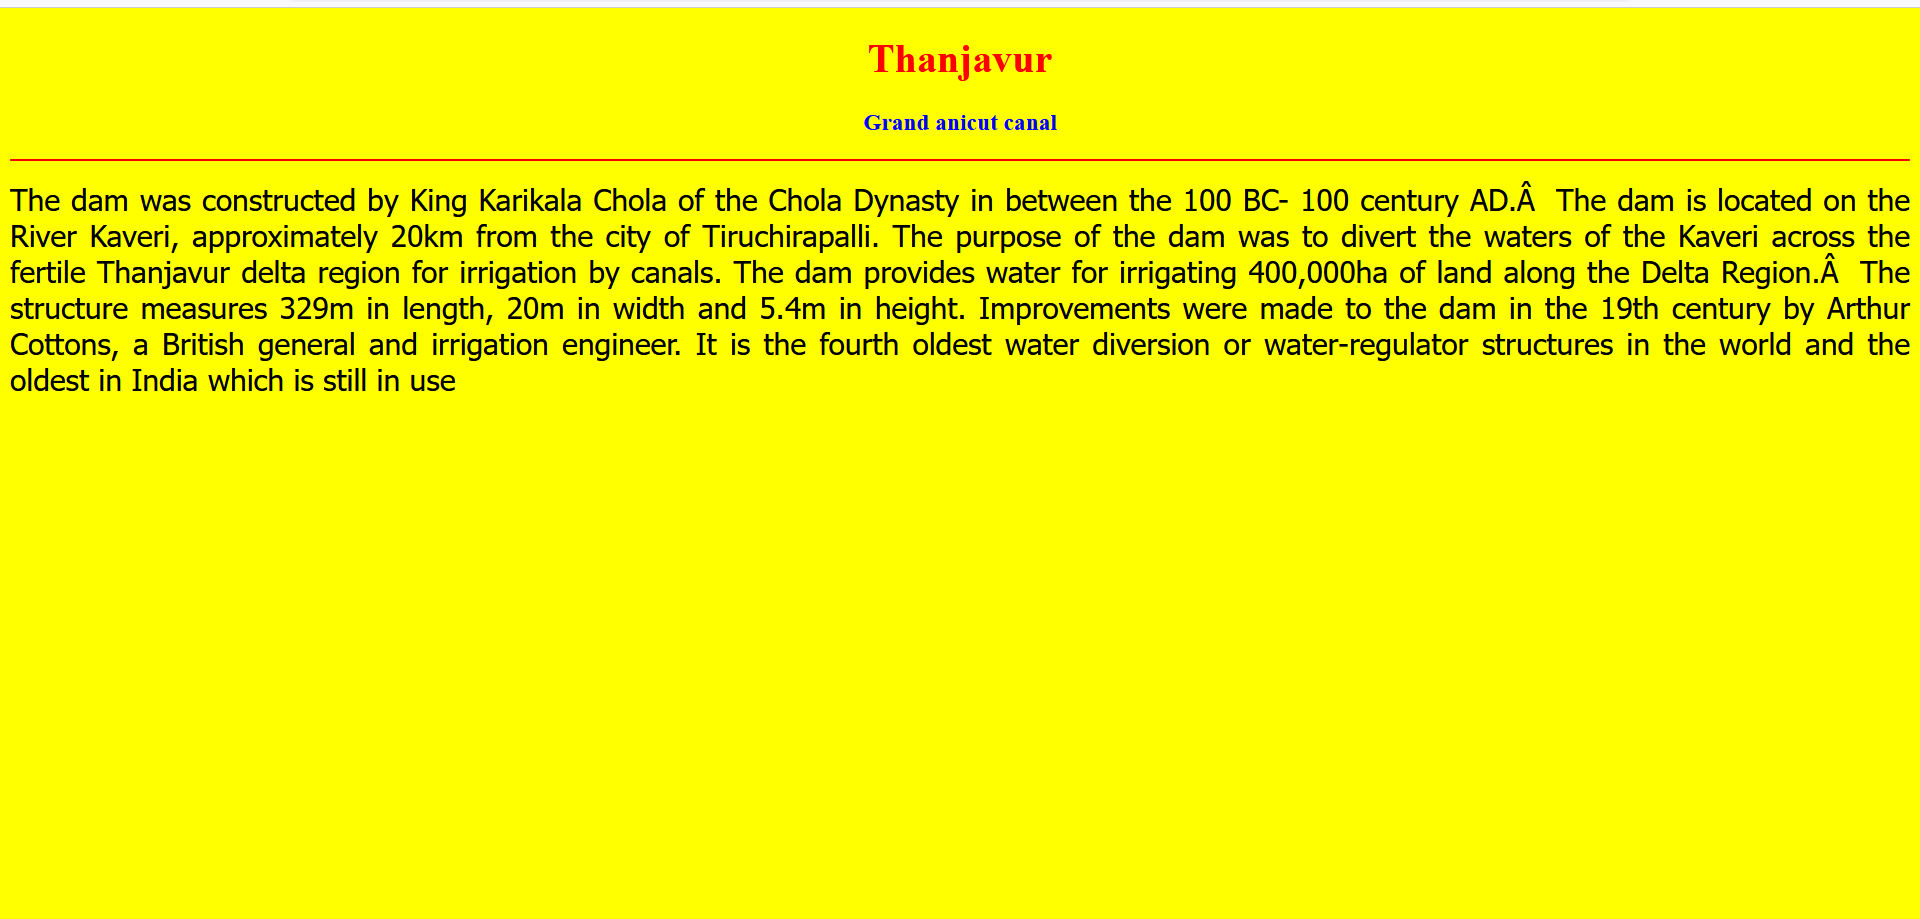 Thanjavur
Grand anicut canal
The dam was constructed by King Karikala Chola of the Chola Dynasty in between the 100 BC- 100 century AD.Â  The dam is located on the
River Kaveri, approximately 20km from the city of Tiruchirapalli. The purpose of the dam was to divert the waters of the Kaveri across the
fertile Thanjavur delta region for irrigation by canals. The dam provides water for irrigating 400,000ha of land along the Delta Region.Â  The
structure measures 329m in length, 20m in width and 5.4m in height. Improvements were made to the dam in the 19th century by Arthur
Cottons, a British general and irrigation engineer. It is the fourth oldest water diversion or water-regulator structures in the world and the
oldest in India which is still in use